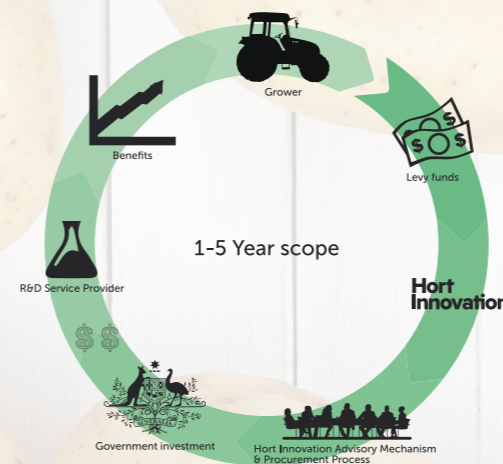 Grower
$
$ $
Levy funds
Benefits
1-5 Year scope
R&D Service Provider
Hort
Innovation
$ $
Government investment
Hort Innovation Advisory Mechanism
& Procurement Process